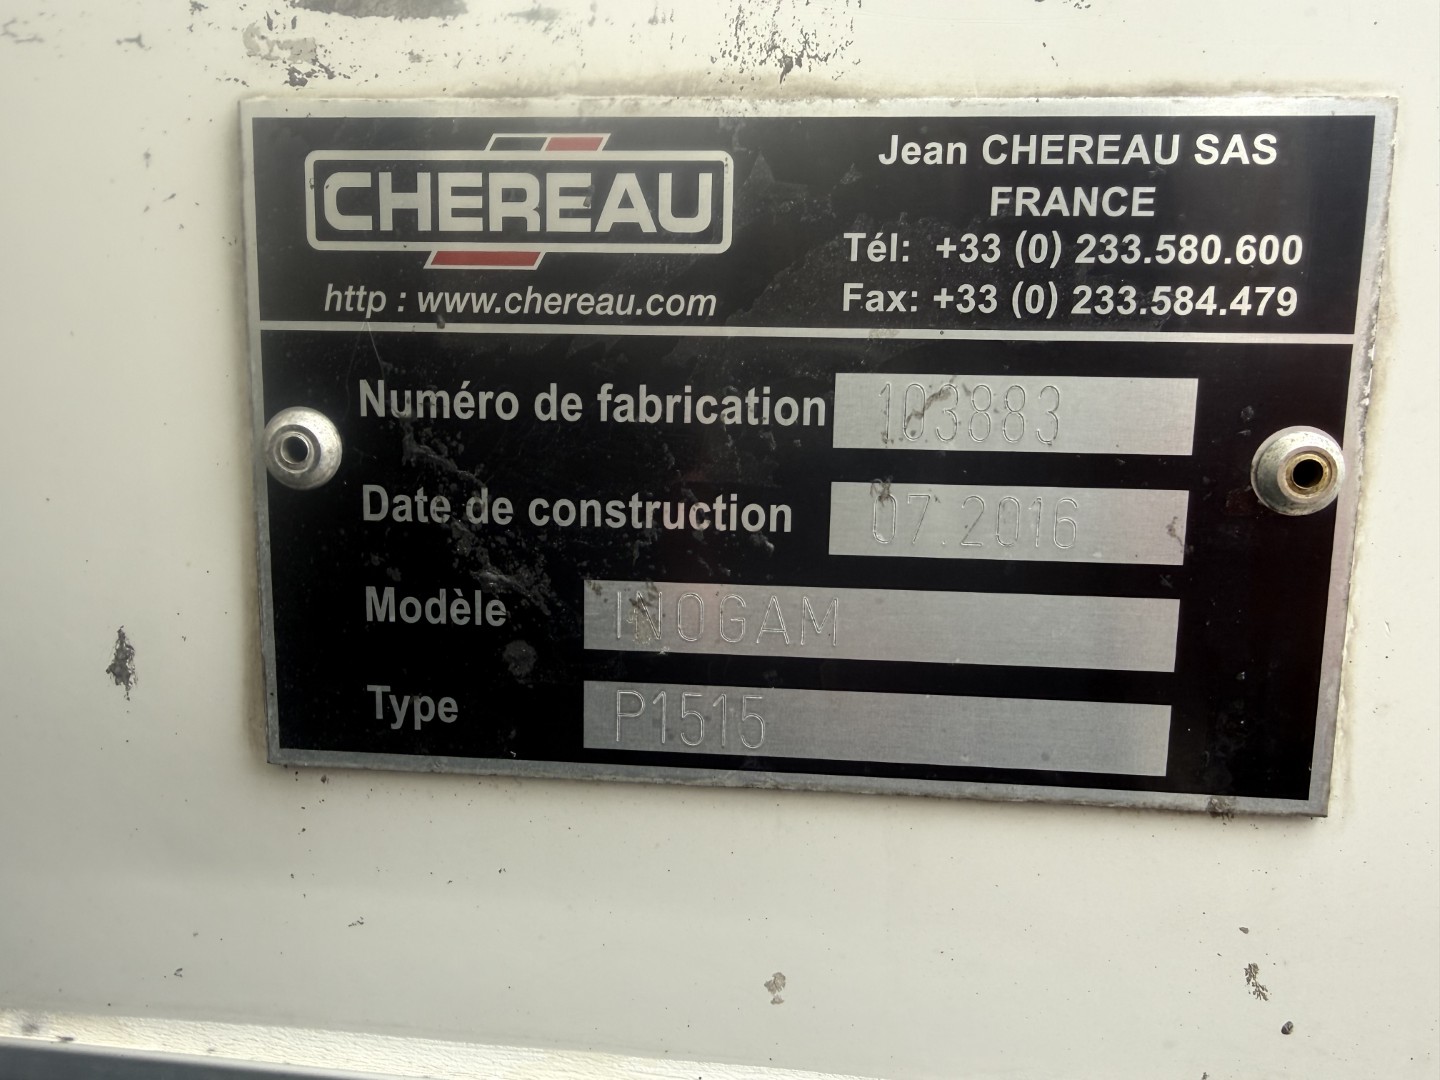 CHEREAU
http : www.chereau.com
Jean CHEREAU SAS
FRANCE
Tél: +33 (0) 233.580.600
Fax: +33 (0) 233.584.479
Numéro de fabrication 103883
Date de construction 07.2016
Modèle INOGAM
Type P1515